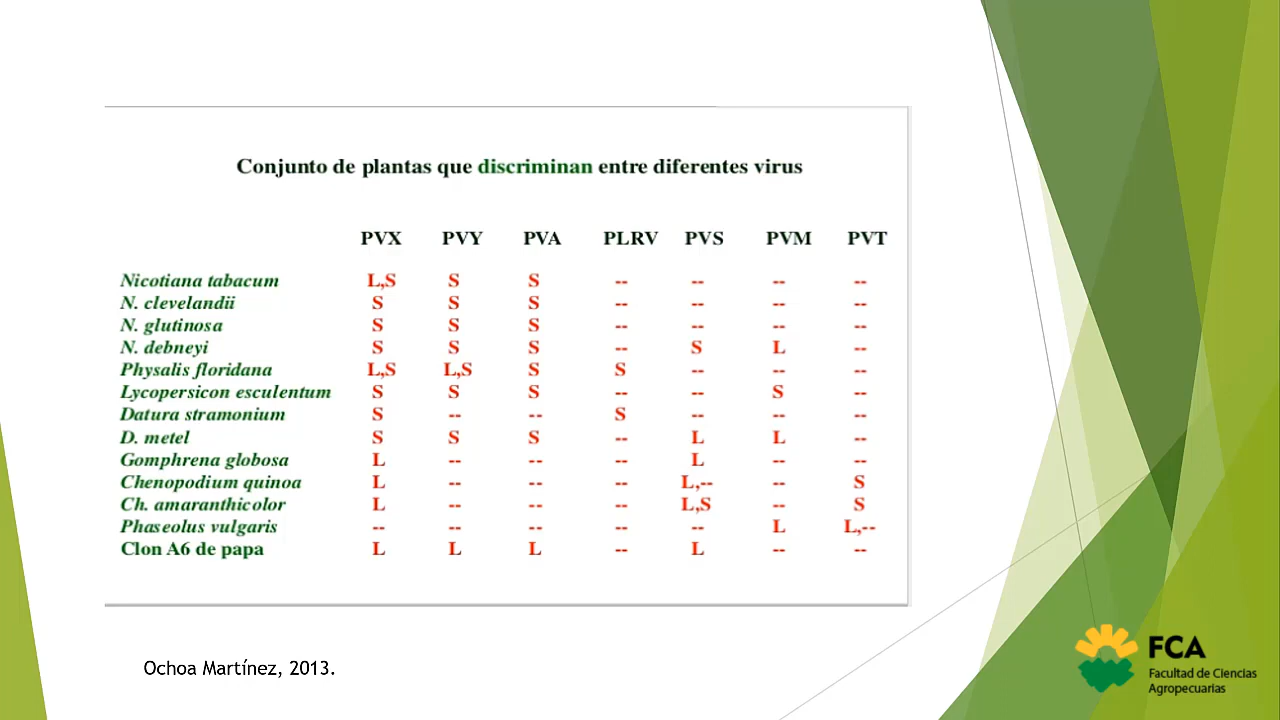 Conjunto de plantas que discriminan entre diferentes virus
PVX PVY PVA PLRV PVS PVM PVT
Nicotiana tabacum L,S S S -- -- -- --
N. clevelandii S S S -- -- -- --
N. glutinosa S S S -- -- -- --
N. debneyi S S S -- S L --
Physalis floridana L,S L,S S S -- -- --
Lycopersicon esculentum S S S -- -- S --
Datura stramonium S -- -- S -- -- --
D. metel S S S -- L L --
Gomphrena globosa L -- -- -- L -- --
Chenopodium quinoa L -- -- -- L,-- -- S
Ch. amaranthicolor L -- -- -- L,S -- S
Phaseolus vulgaris -- -- -- -- -- L L,--
Clon A6 de papa L L L -- L -- --
Ochoa Martínez, 2013.
FCA
Facultad de Ciencias
Agropecuarias